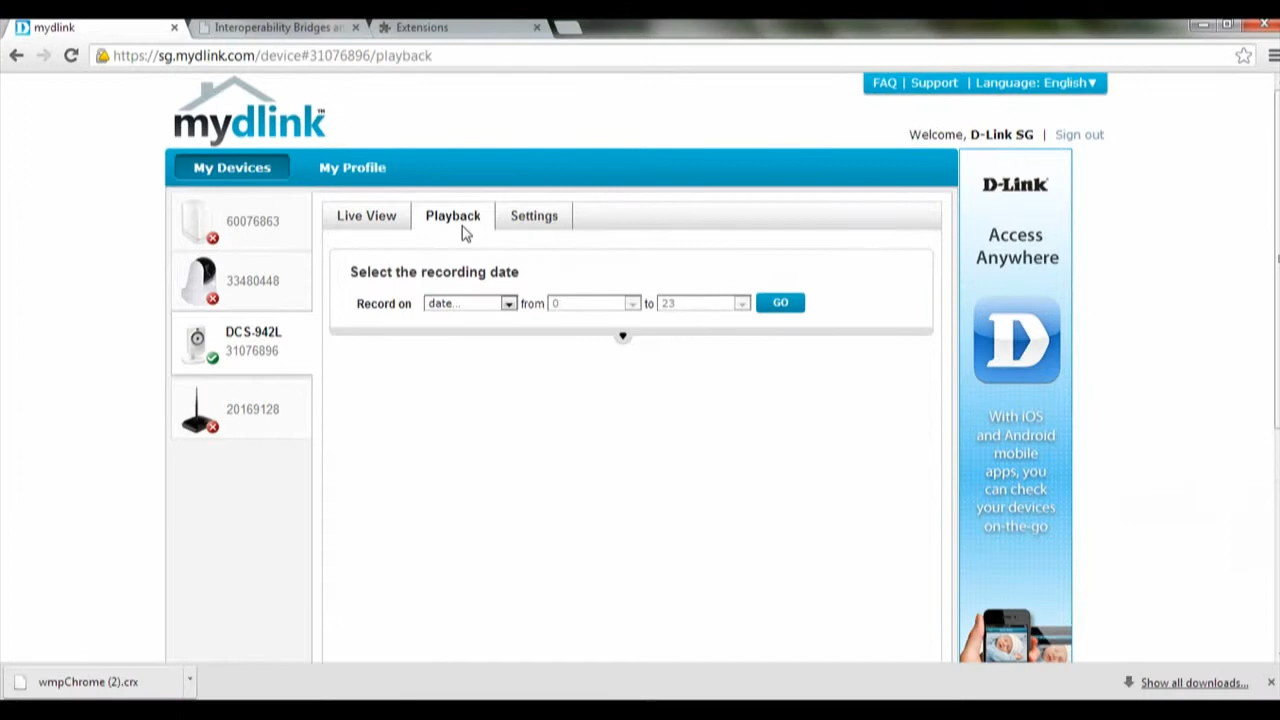 mydlink
Interoperability Bridges an
Extensions
https://sg.mydlink.com/device#31076896/playback
FAQ | Support | Language: English▼
mydlink™
Welcome, D-Link SG | Sign out
My Devices
My Profile
D-Link
Live View
Playback
Settings
60076863
Access
Anywhere
Select the recording date
33480448
Record on date... from 0 to 23 GO
DCS-942L
31076896
20169128
With iOS
and Android
mobile
apps, you
can check
your devices
on-the-go
wmpChrome (2).crx
Show all downloads...